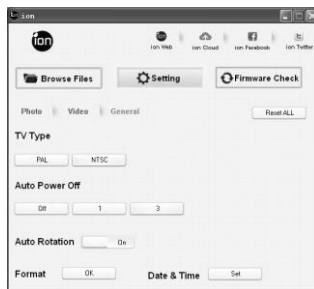 ion
ion
ion Web ion Cloud ion Facebook ion Twitter
Browse Files Setting Firmware Check
Photo Video General Reset ALL
TV Type
PAL NTSC
Auto Power Off
Off 1 3
Auto Rotation On
Format OK Date & Time Set